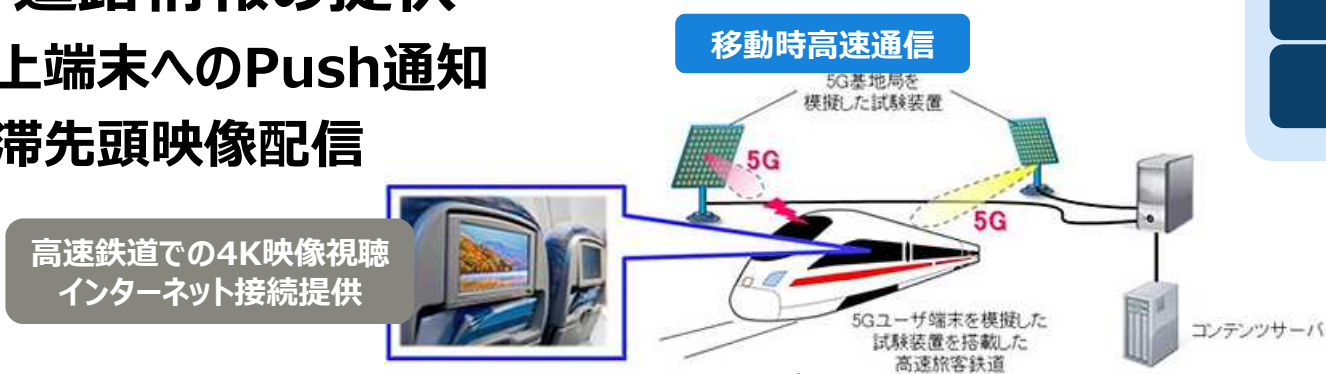 道路情報の提供
上端末へのPush通知
滞先頭映像配信
移動時高速通信
5G基地局を
模擬した試験装置
5G
5G
高速鉄道での4K映像視聴
インターネット接続提供
5Gユーザ端末を模擬した
試験装置を搭載した
高速旅客鉄道
コンテンツサーバ